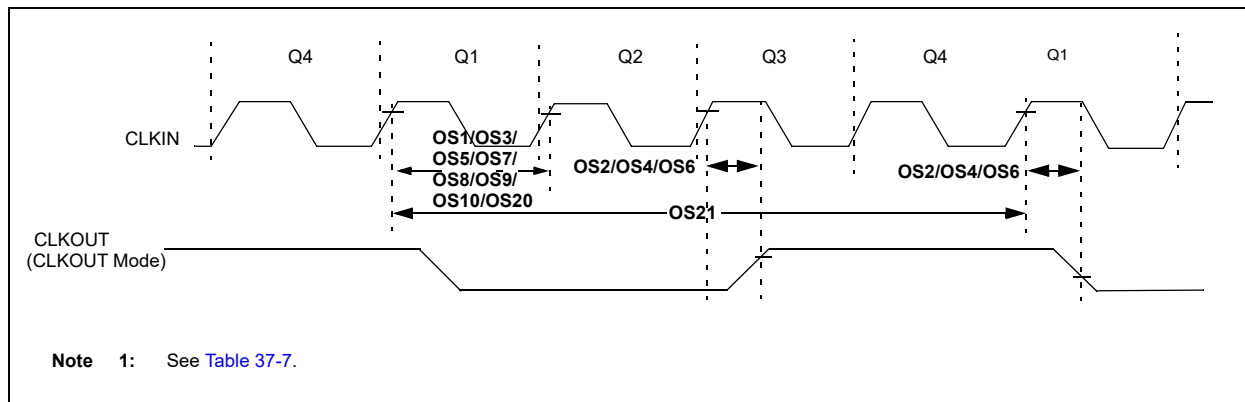 Q4 Q1 Q2 Q3 Q4 Q1
CLKIN
OS1/OS3/
OS5/OS7/
OS8/OS9/
OS10/OS20
OS2/OS4/OS6
OS2/OS4/OS6
OS21
CLKOUT
(CLKOUT Mode)
Note 1: See Table 37-7.